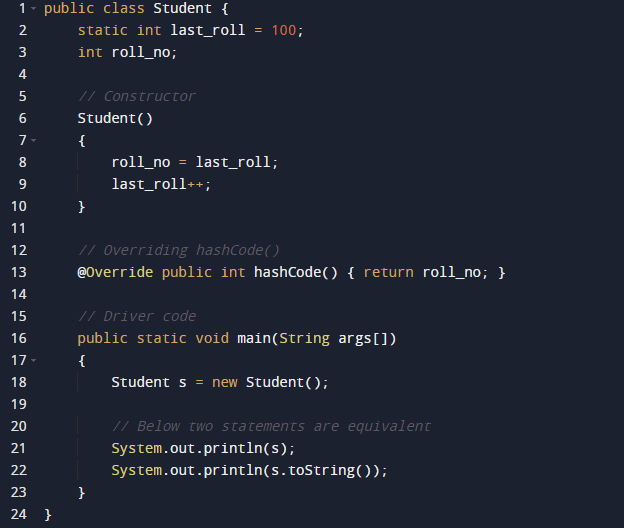 1 public class Student {
2     static int last_roll = 100;
3     int roll_no;
4
5     // Constructor
6     Student()
7     {
8         roll_no = last_roll;
9         last_roll++;
10     }
11
12     // Overriding hashCode()
13     @Override public int hashCode() { return roll_no; }
14
15     // Driver code
16     public static void main(String args[])
17     {
18         Student s = new Student();
19
20         // Below two statements are equivalent
21         System.out.println(s);
22         System.out.println(s.toString());
23     }
24 }